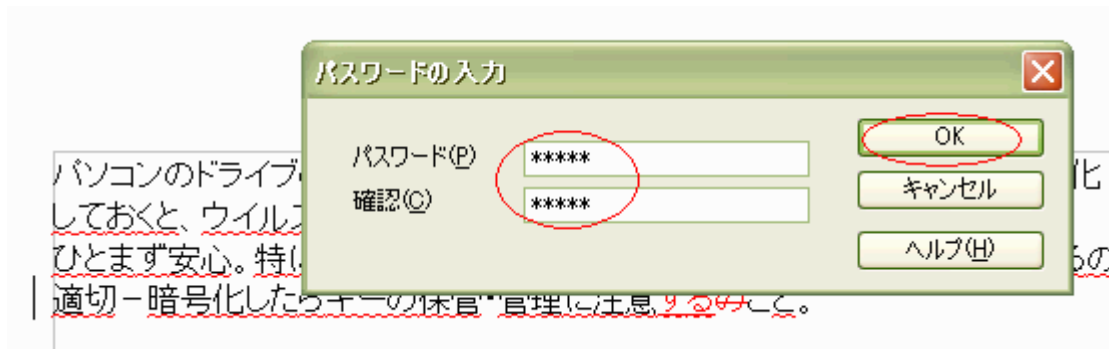 パスワードの入力
パスワード(P)
*****
OK
確認(C)
*****
キャンセル
ヘルプ(H)
パソコンのドライブ 化
しておくと、ウイルス
ひとまず安心。特に るの
適切－暗号化したらキーの保管・管理に注意するのみこと。